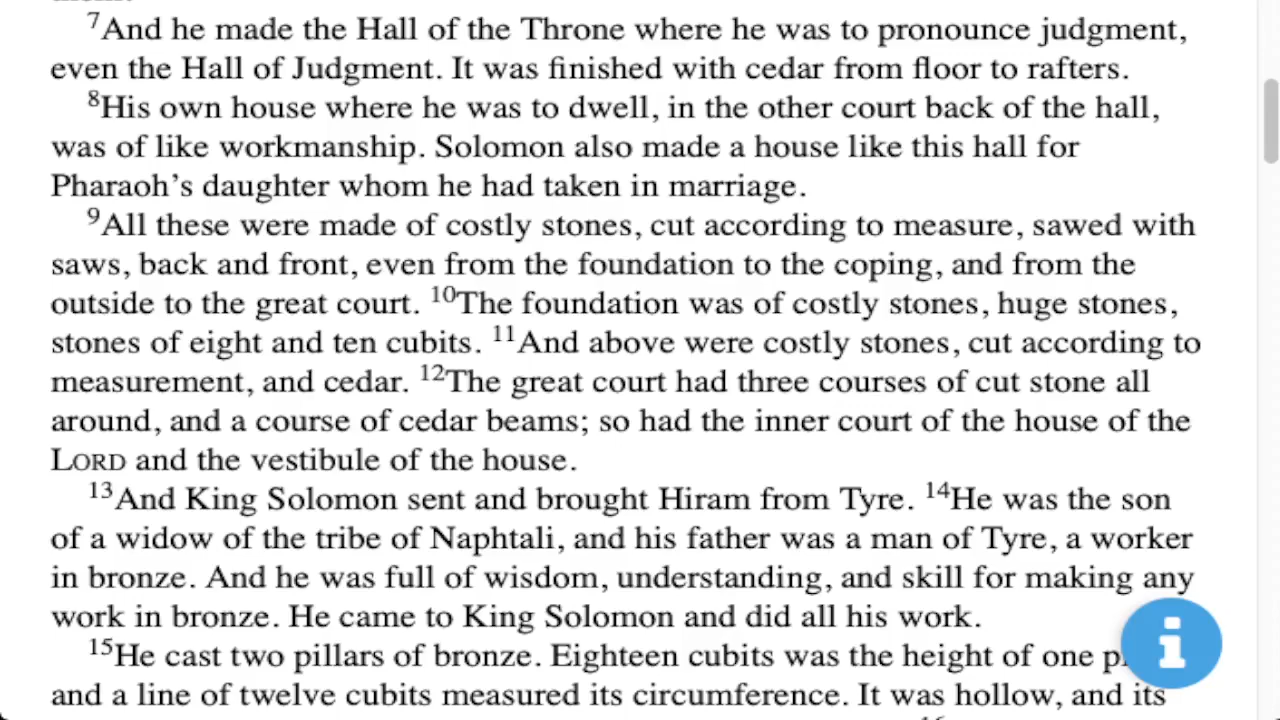 ⁷And he made the Hall of the Throne where he was to pronounce judgment,
even the Hall of Judgment. It was finished with cedar from floor to rafters.
⁸His own house where he was to dwell, in the other court back of the hall,
was of like workmanship. Solomon also made a house like this hall for
Pharaoh’s daughter whom he had taken in marriage.
⁹All these were made of costly stones, cut according to measure, sawed with
saws, back and front, even from the foundation to the coping, and from the
outside to the great court. ¹⁰The foundation was of costly stones, huge stones,
stones of eight and ten cubits. ¹¹And above were costly stones, cut according to
measurement, and cedar. ¹²The great court had three courses of cut stone all
around, and a course of cedar beams; so had the inner court of the house of the
LORD and the vestibule of the house.
¹³And King Solomon sent and brought Hiram from Tyre. ¹⁴He was the son
of a widow of the tribe of Naphtali, and his father was a man of Tyre, a worker
in bronze. And he was full of wisdom, understanding, and skill for making any
work in bronze. He came to King Solomon and did all his work.
¹⁵He cast two pillars of bronze. Eighteen cubits was the height of one
and a line of twelve cubits measured its circumference. It was hollow, and its